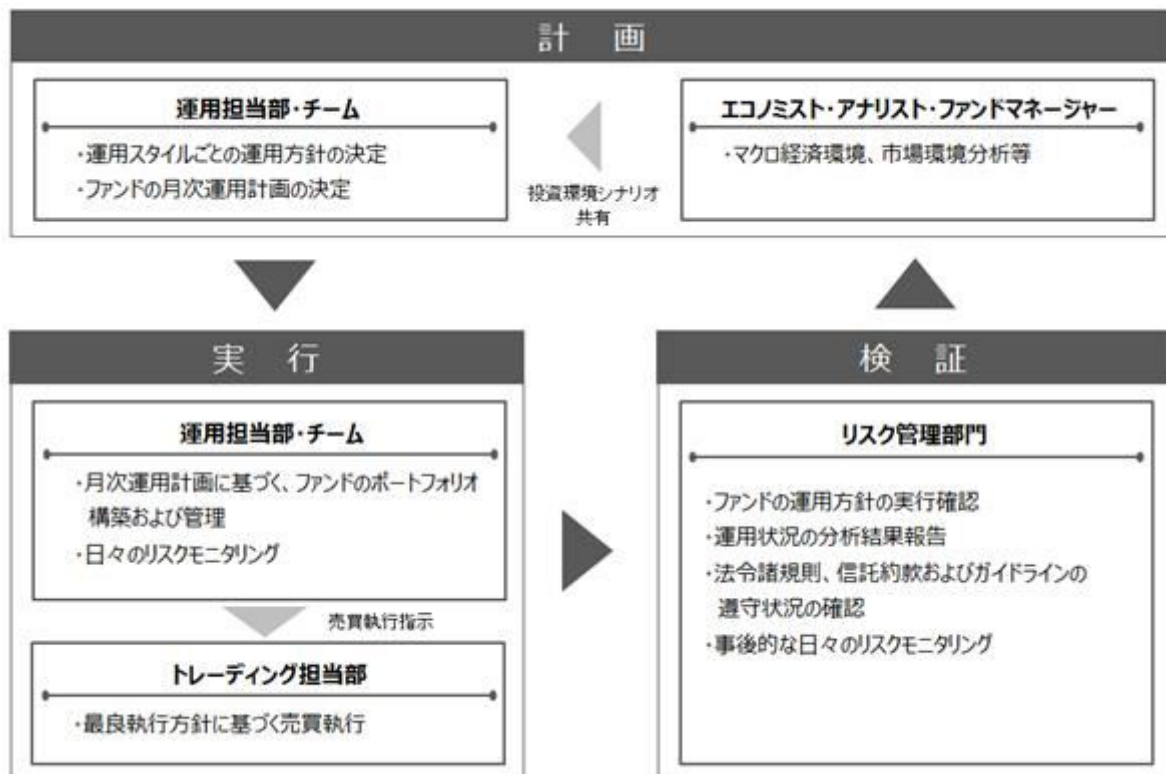 計 画
運用担当部・チーム
・運用スタイルごとの運用方針の決定
・ファンドの月次運用計画の決定
投資環境シナリオ
共有
エコノミスト・アナリスト・ファンドマネージャー
・マクロ経済環境、市場環境分析等
実 行
運用担当部・チーム
・月次運用計画に基づく、ファンドのポートフォリオ
構築および管理
・日々のリスクモニタリング
売買執行指示
トレーディング担当部
・最良執行方針に基づく売買執行
検 証
リスク管理部門
・ファンドの運用方針の実行確認
・運用状況の分析結果報告
・法令諸規則、信託約款およびガイドラインの
遵守状況の確認
・事後的な日々のリスクモニタリング